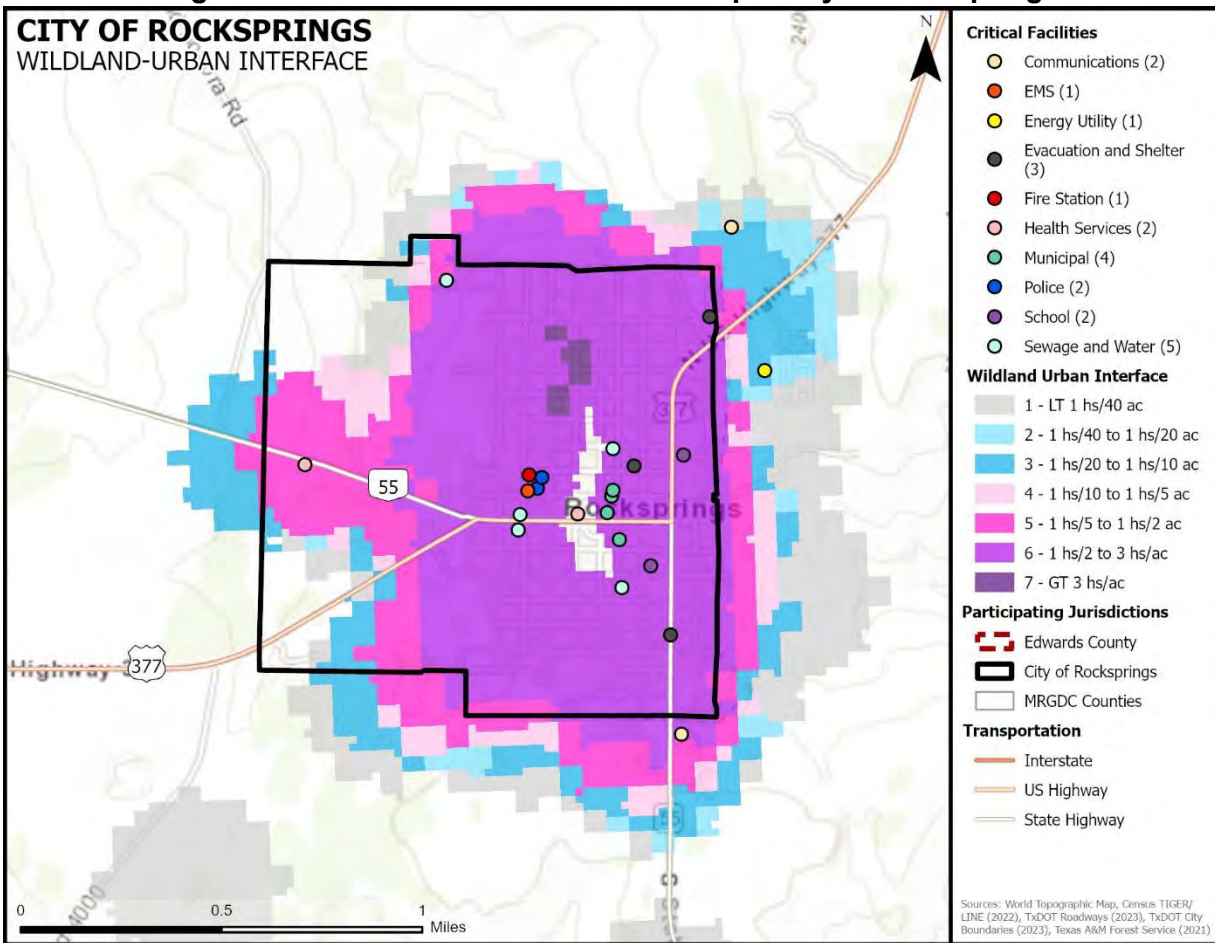 CITY OF ROCKSPRINGS
WILDLAND-URBAN INTERFACE
N
Rd
55
377
Rocksprings
377
Highway
55
4000
0
0.5
1
Miles
Critical Facilities
Communications (2)
EMS (1)
Energy Utility (1)
Evacuation and Shelter
(3)
Fire Station (1)
Health Services (2)
Municipal (4)
Police (2)
School (2)
Sewage and Water (5)
Wildland Urban Interface
1 - LT 1 hs/40 ac
2 - 1 hs/40 to 1 hs/20 ac
3 - 1 hs/20 to 1 hs/10 ac
4 - 1 hs/10 to 1 hs/5 ac
5 - 1 hs/5 to 1 hs/2 ac
6 - 1 hs/2 to 3 hs/ac
7 - GT 3 hs/ac
Participating Jurisdictions
Edwards County
City of Rocksprings
MRGDC Counties
Transportation
Interstate
US Highway
State Highway
Sources: World Topographic Map, Census TIGER/
LINE (2022), TxDOT Roadways (2023), TxDOT City
Boundaries (2023), Texas A&M Forest Service (2021)